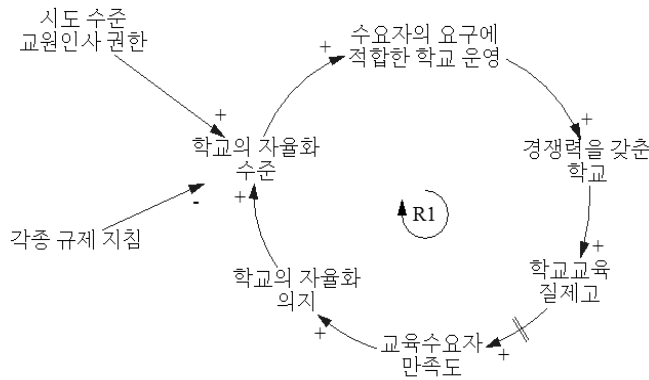 시도 수준
교원인사 권한
수요자의 요구에
적합한 학교 운영
+
+
학교의 자율화
수준
+
+
경쟁력을 갖춘
학교
-
+
R1
각종 규제 지침
학교의 자율화
의지
+
학교교육
질제고
+
교육수요자
만족도
+